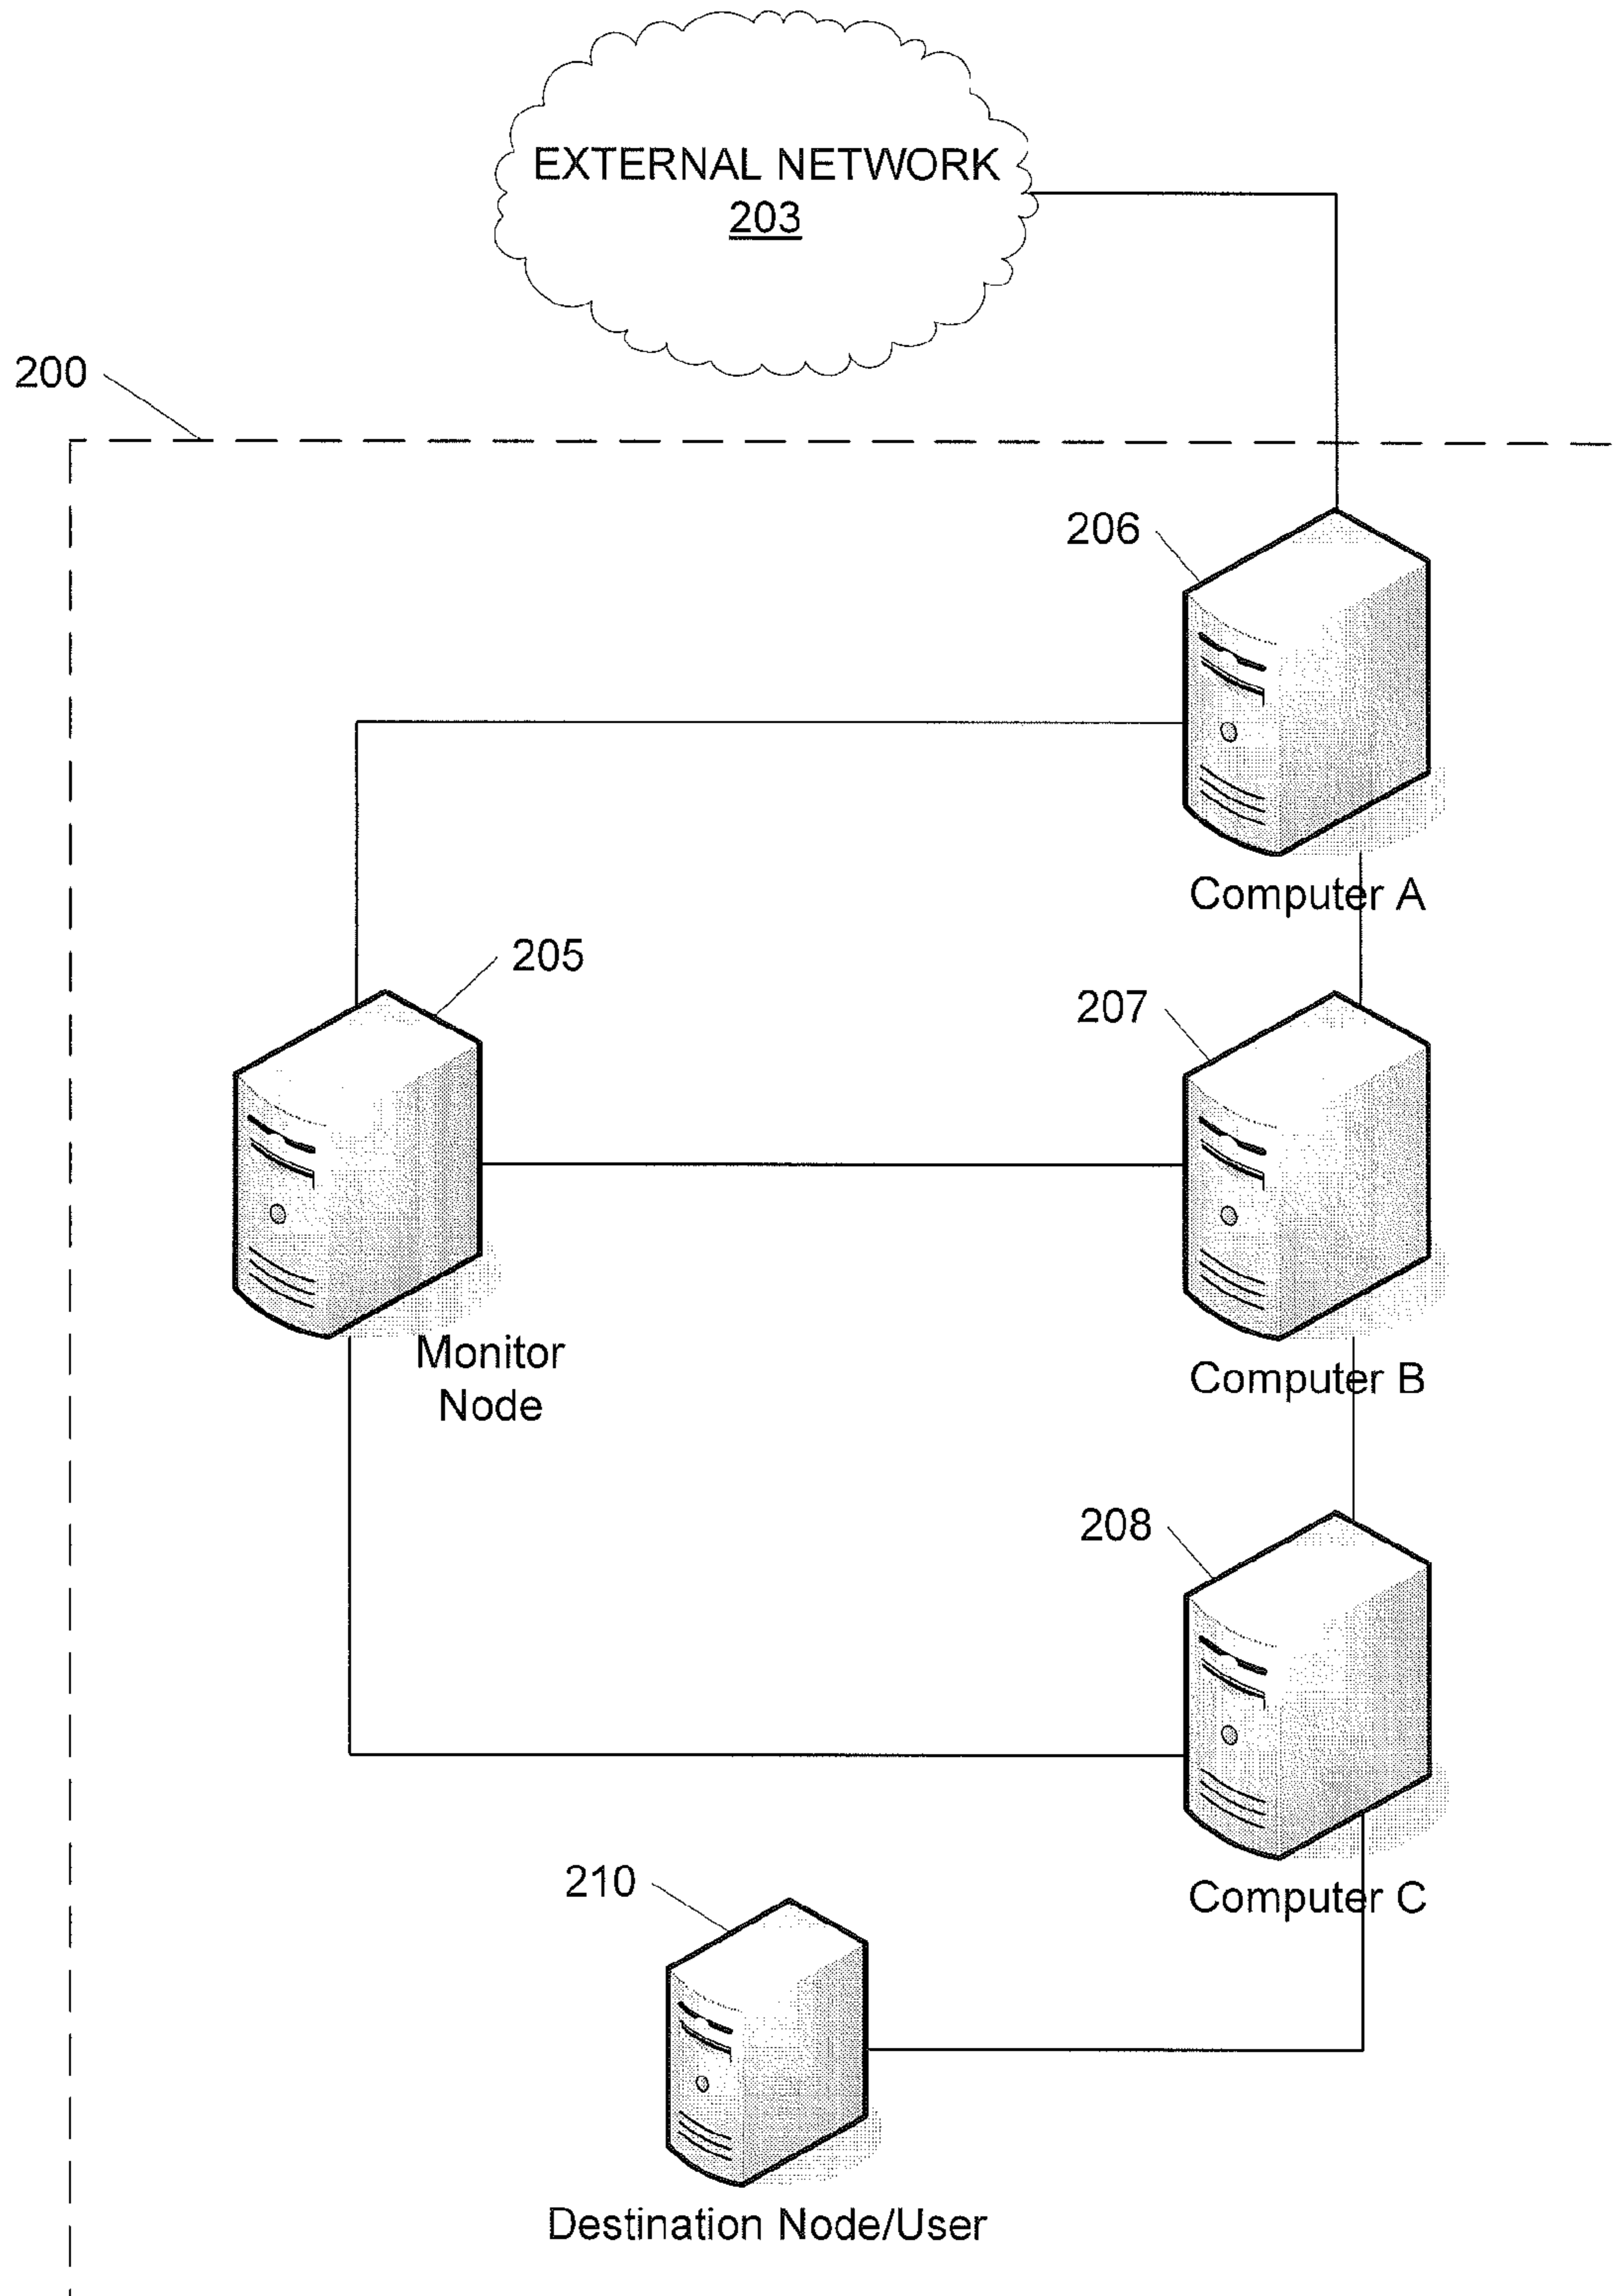 EXTERNAL NETWORK
203
200
206
Computer A
205
207
Monitor
Node
Computer B
208
210
Computer C
Destination Node/User